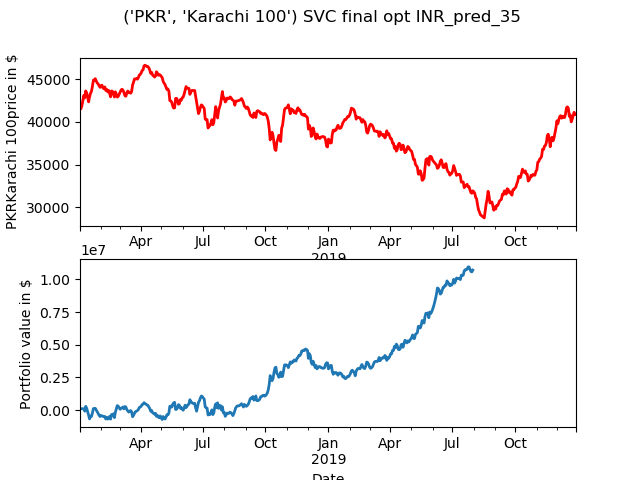 ('PKR', 'Karachi 100') SVC final opt INR_pred_35
PKRKarachi 100price in $
45000
40000
35000
30000
Apr Jul Oct Jan Apr Jul Oct
2019
1e7
Portfolio value in $
1.00
0.75
0.50
0.25
0.00
Apr Jul Oct Jan Apr Jul Oct
2019
Date